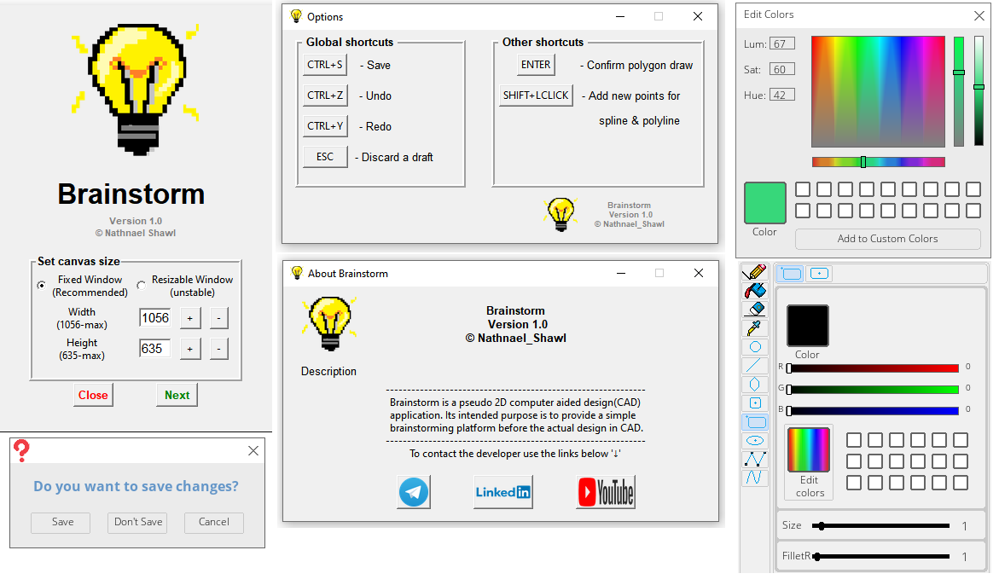 Brainstorm
Version 1.0
© Nathnael Shawl
Set canvas size
Fixed Window
(Recommended)
Resizable Window
(unstable)
Width
(1056-max)
1056
+
-
Height
(635-max)
635
+
-
Close
Next
Do you want to save changes?
Save
Don't Save
Cancel
Options
Global shortcuts
CTRL+S - Save
CTRL+Z - Undo
CTRL+Y - Redo
ESC - Discard a draft
Other shortcuts
ENTER - Confirm polygon draw
SHIFT+LCLICK - Add new points for
spline & polyline
Brainstorm
Version 1.0
© Nathnael_Shawl
About Brainstorm
Brainstorm
Version 1.0
© Nathnael_Shawl
Description
Brainstorm is a pseudo 2D computer aided design(CAD)
application. Its intended purpose is to provide a simple
brainstorming platform before the actual design in CAD.
To contact the developer use the links below '↓'
Linked in
YouTube
Edit Colors
Lum: 67
Sat: 60
Hue: 42
Color
Add to Custom Colors
Color
R 0
G 0
B 0
Edit
colors
Size 1
FilletR 1